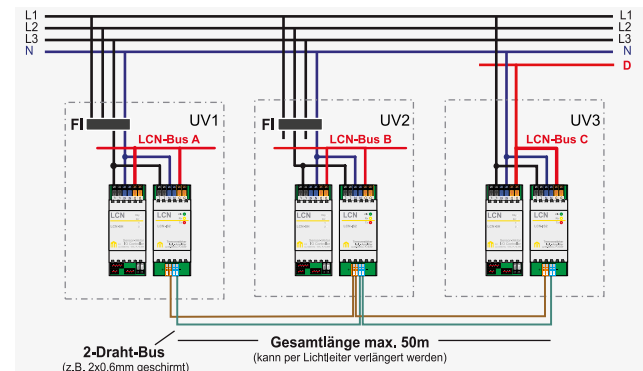 L1 L1
L2 L2
L3 L3
N N
D
UV1 UV2 UV3
FI FI
LCN-Bus A LCN-Bus B LCN-Bus C
LCN LCN LCN LCN LCN LCN
2-Draht-Bus
(z.B. 2x0,6mm geschirmt)
Gesamtlänge max. 50m
(kann per Lichtleiter verlängert werden)